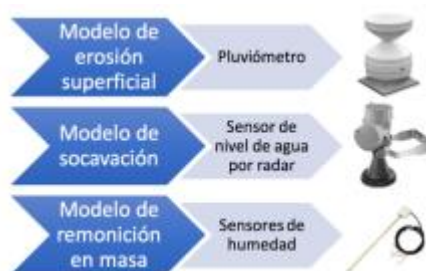 Modelo de
erosión
superficial
Pluviómetro
Modelo de
socavación
Sensor de
nivel de agua
por radar
Modelo de
remonición
en masa
Sensores de
humedad